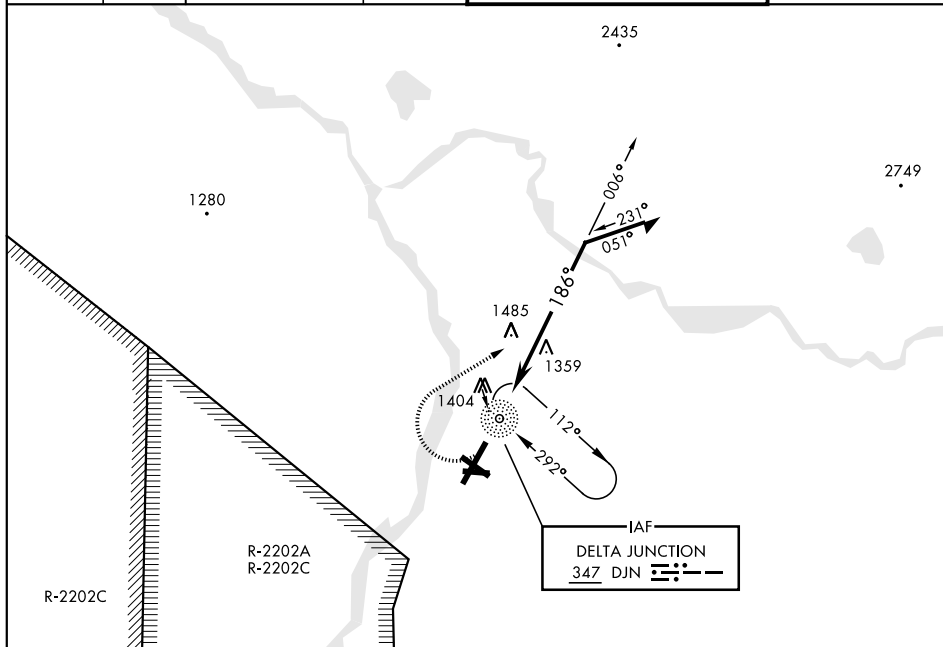 2435
2749
006°
1280
231°
051°
186°
1485
1359
1404
112°
292°
IAF
DELTA JUNCTION
347 DJN
R-2202A
R-2202C
R-2202C